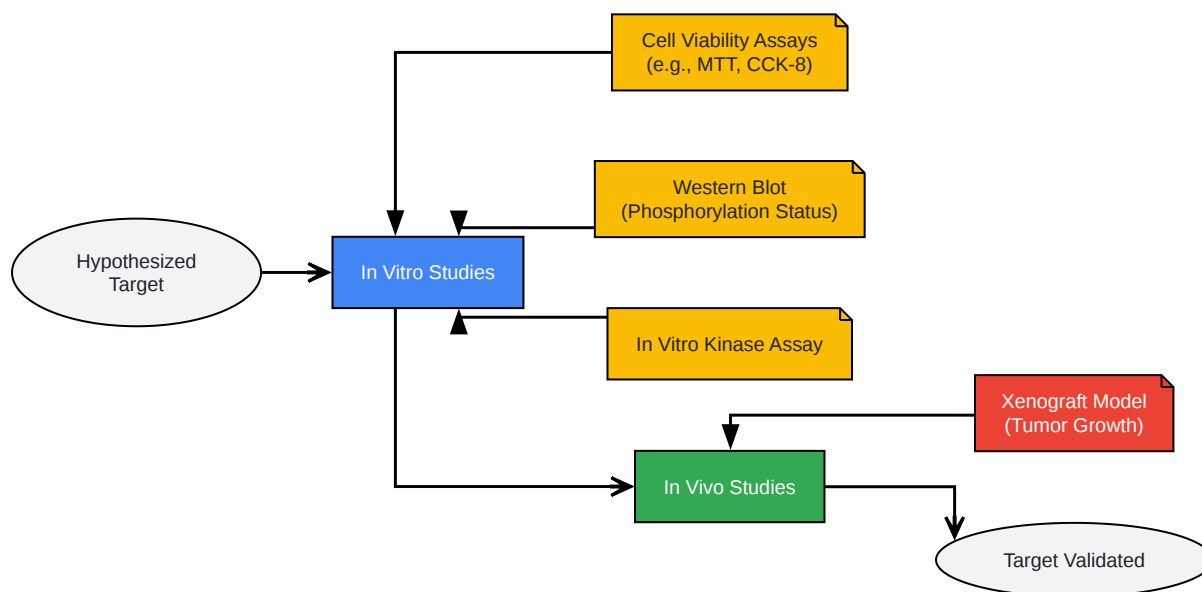 Cell Viability Assays
(e.g., MTT, CCK-8)
Western Blot
(Phosphorylation Status)
Hypothesized
Target
In Vitro Studies
In Vitro Kinase Assay
Xenograft Model
(Tumor Growth)
In Vivo Studies
Target Validated